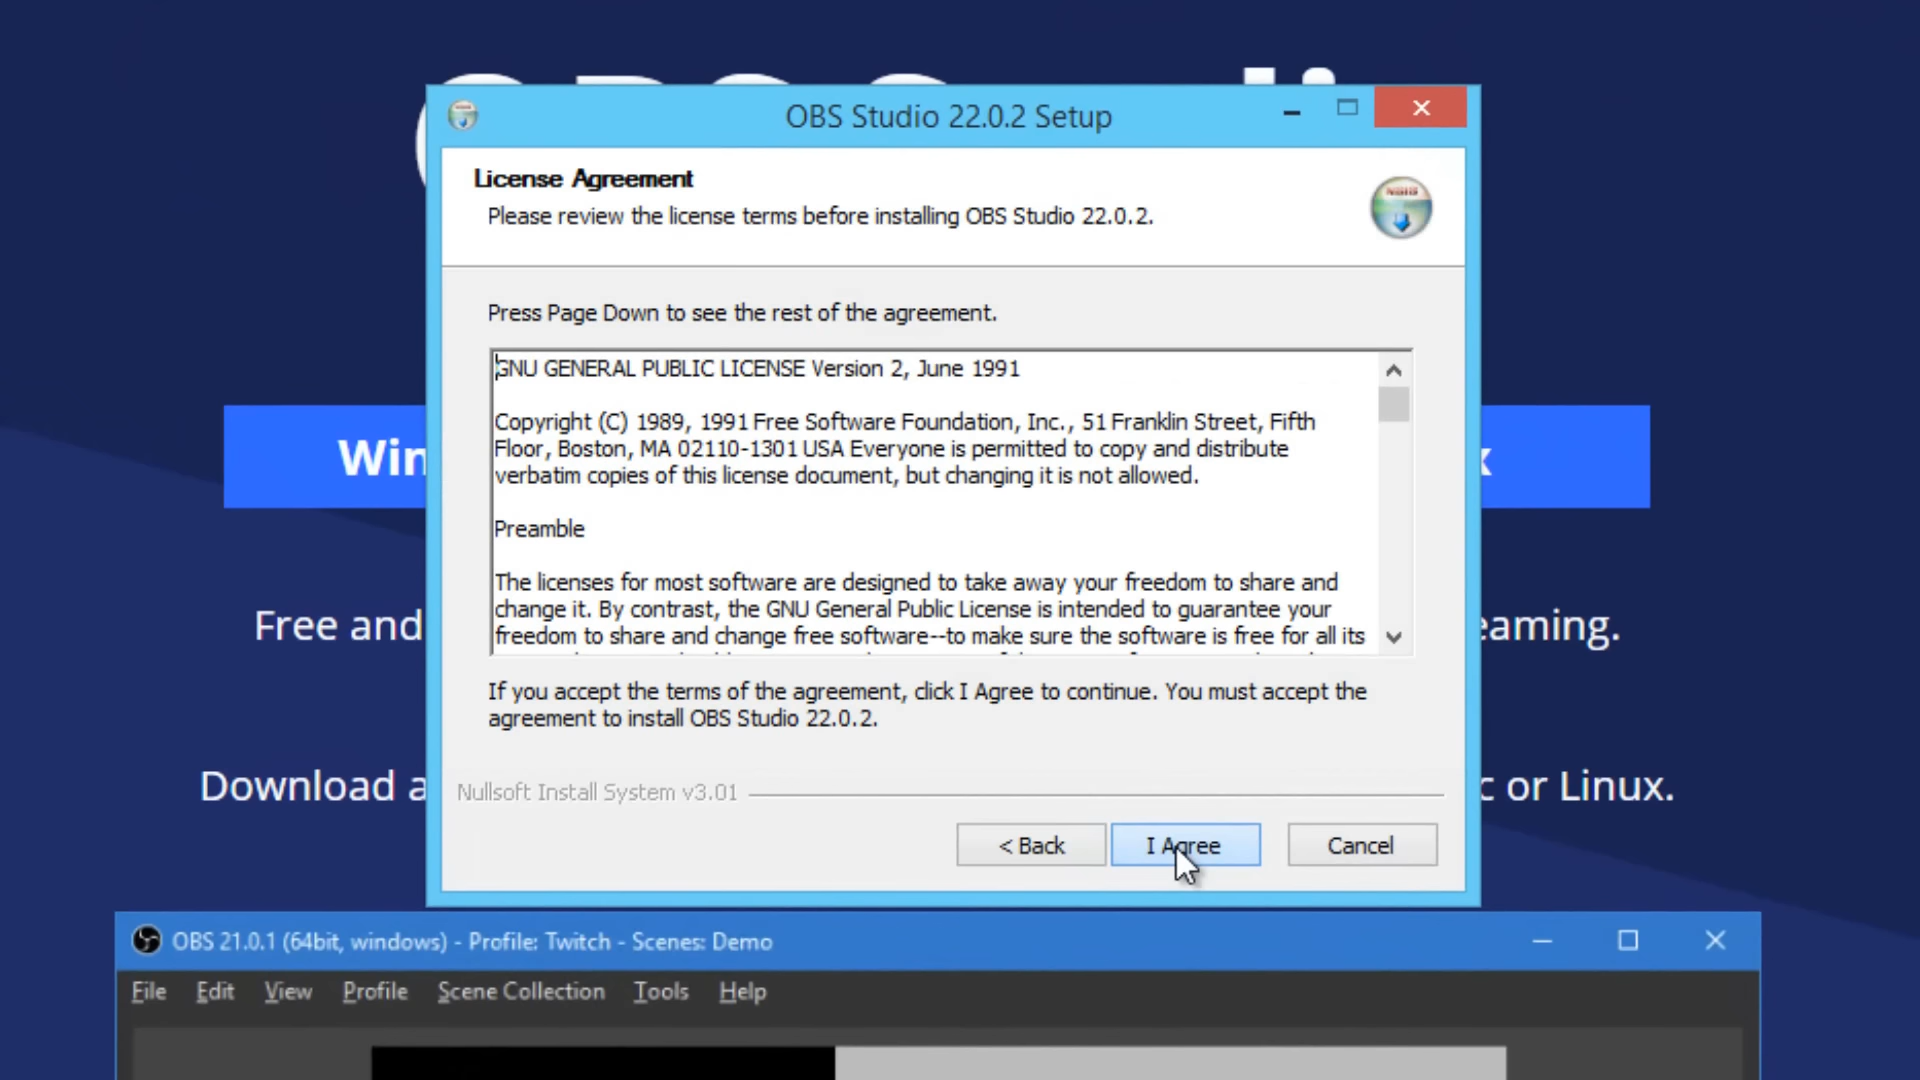 OBS Studio 22.0.2 Setup
License Agreement
Please review the license terms before installing OBS Studio 22.0.2.
Press Page Down to see the rest of the agreement.
GNU GENERAL PUBLIC LICENSE Version 2, June 1991
Copyright (C) 1989, 1991 Free Software Foundation, Inc., 51 Franklin Street, Fifth
Floor, Boston, MA 02110-1301 USA Everyone is permitted to copy and distribute
verbatim copies of this license document, but changing it is not allowed.
Preamble
The licenses for most software are designed to take away your freedom to share and
change it. By contrast, the GNU General Public License is intended to guarantee your
freedom to share and change free software--to make sure the software is free for all its
If you accept the terms of the agreement, click I Agree to continue. You must accept the
agreement to install OBS Studio 22.0.2.
Nullsoft Install System v3.01
< Back I Agree Cancel
Win x
Free and eaming.
Download a c or Linux.
OBS 21.0.1 (64bit, windows) - Profile: Twitch - Scenes: Demo
File Edit View Profile Scene Collection Tools Help